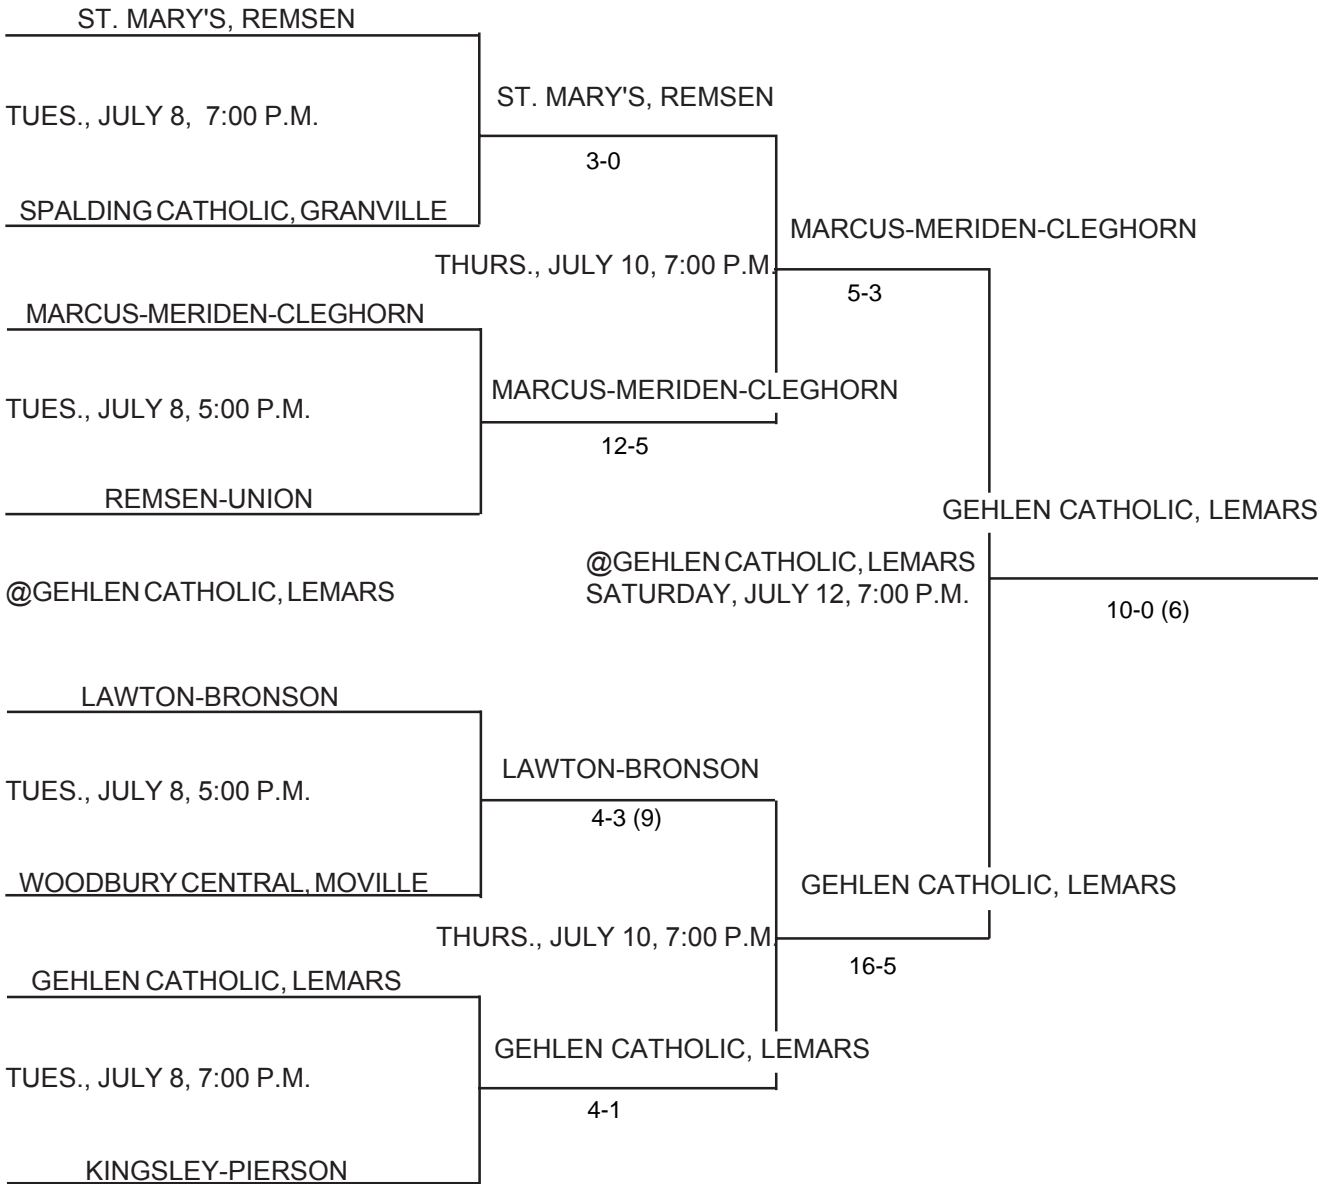 ST. MARY'S, REMSEN
TUES., JULY 8, 7:00 P.M.
SPALDING CATHOLIC, GRANVILLE
ST. MARY'S, REMSEN
3-0
THURS., JULY 10, 7:00 P.M.
MARCUS-MERIDEN-CLEGHORN
5-3
MARCUS-MERIDEN-CLEGHORN
TUES., JULY 8, 5:00 P.M.
REMSEN-UNION
MARCUS-MERIDEN-CLEGHORN
12-5
@GEHLEN CATHOLIC, LEMARS
@GEHLEN CATHOLIC, LEMARS
SATURDAY, JULY 12, 7:00 P.M.
GEHLEN CATHOLIC, LEMARS
10-0 (6)
LAWTON-BRONSON
TUES., JULY 8, 5:00 P.M.
WOODBURY CENTRAL, MOVILLE
LAWTON-BRONSON
4-3 (9)
THURS., JULY 10, 7:00 P.M.
GEHLEN CATHOLIC, LEMARS
16-5
GEHLEN CATHOLIC, LEMARS
TUES., JULY 8, 7:00 P.M.
KINGSLEY-PIERSON
GEHLEN CATHOLIC, LEMARS
4-1